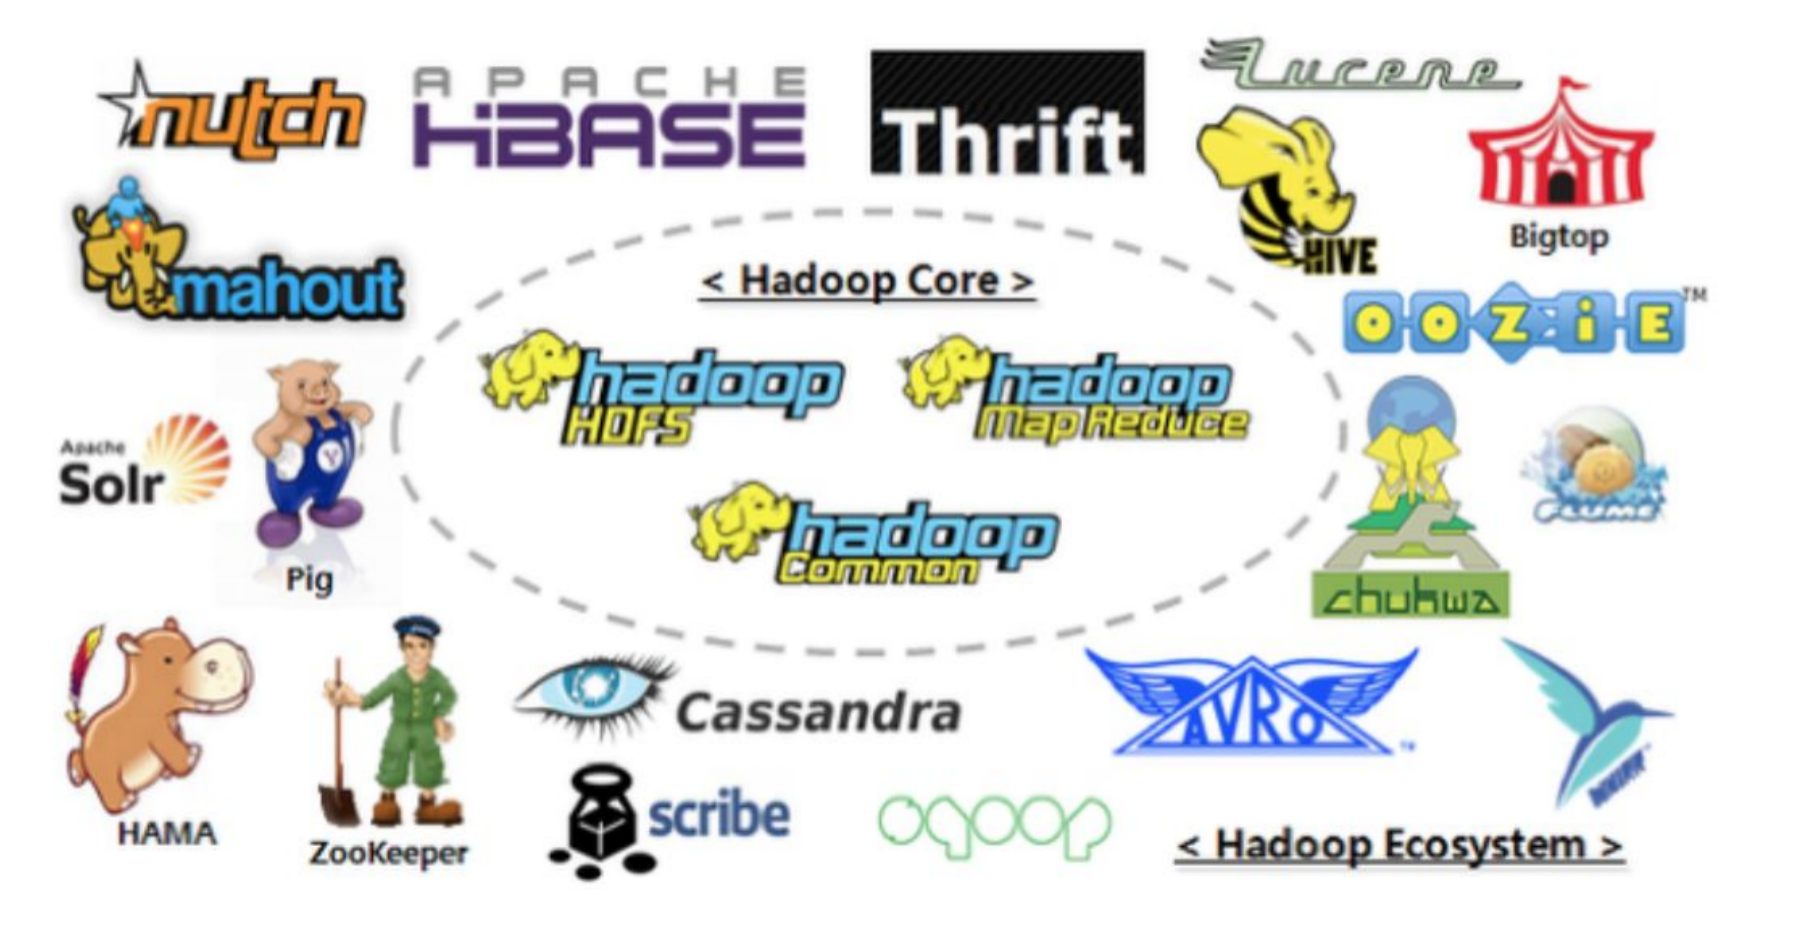 nutch
APACHE
HBASE
Thrift
Lucene
HIVE
Bigtop
mahout
< Hadoop Core >
OOZiE™
hadoop
HDFS
hadoop
Map Reduce
Apache
Solr
Y
Pig
hadoop
Common
FLUME
chukwa
HAMA
ZooKeeper
Cassandra
AVRO
TM
scribe
sqoop
< Hadoop Ecosystem >